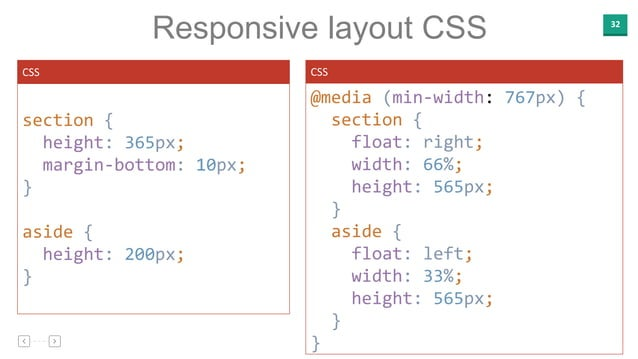 Responsive layout CSS
32
CSS
section {
height: 365px;
margin-bottom: 10px;
}
aside {
height: 200px;
}
CSS
@media (min-width: 767px) {
section {
float: right;
width: 66%;
height: 565px;
}
aside {
float: left;
width: 33%;
height: 565px;
}
}